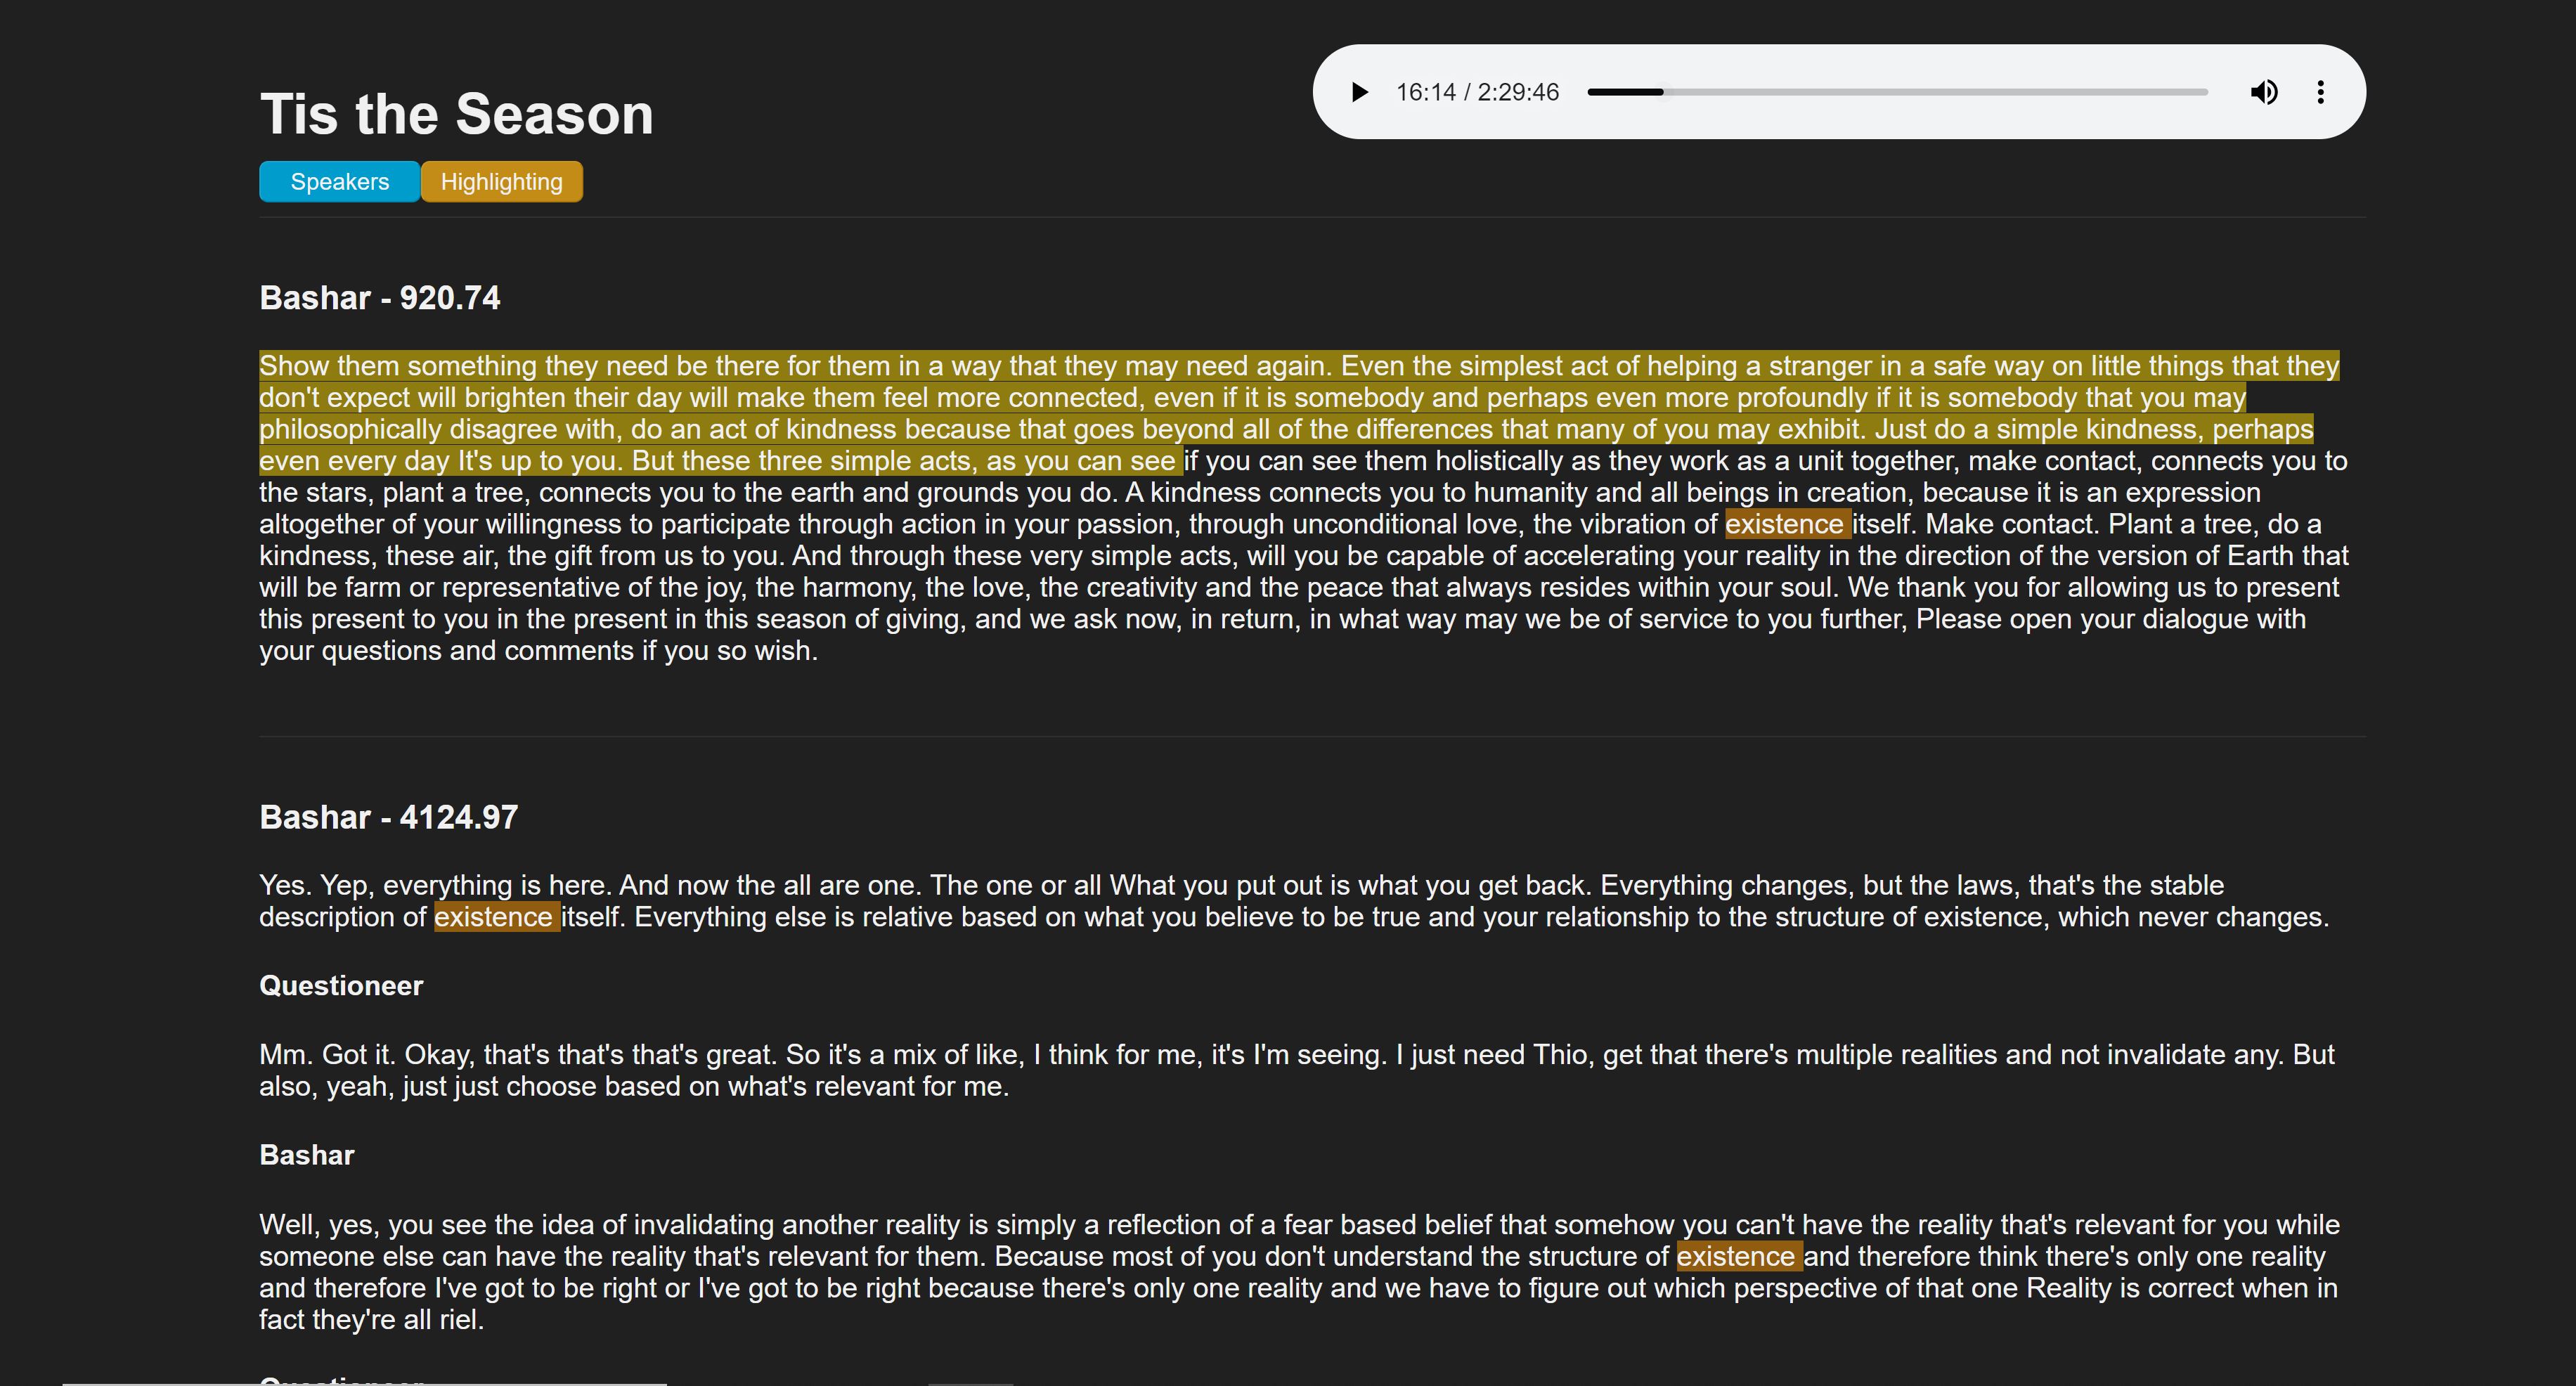 Tis the Season
16:14 / 2:29:46
Speakers
Highlighting
Bashar - 920.74
Show them something they need be there for them in a way that they may need again. Even the simplest act of helping a stranger in a safe way on little things that they
don't expect will brighten their day will make them feel more connected, even if it is somebody and perhaps even more profoundly if it is somebody that you may
philosophically disagree with, do an act of kindness because that goes beyond all of the differences that many of you may exhibit. Just do a simple kindness, perhaps
even every day It's up to you. But these three simple acts, as you can see if you can see them holistically as they work as a unit together, make contact, connects you to
the stars, plant a tree, connects you to the earth and grounds you do. A kindness connects you to humanity and all beings in creation, because it is an expression
altogether of your willingness to participate through action in your passion, through unconditional love, the vibration of existence itself. Make contact. Plant a tree, do a
kindness, these air, the gift from us to you. And through these very simple acts, will you be capable of accelerating your reality in the direction of the version of Earth that
will be farm or representative of the joy, the harmony, the love, the creativity and the peace that always resides within your soul. We thank you for allowing us to present
this present to you in the present in this season of giving, and we ask now, in return, in what way may we be of service to you further, Please open your dialogue with
your questions and comments if you so wish.
Bashar - 4124.97
Yes. Yep, everything is here. And now the all are one. The one or all What you put out is what you get back. Everything changes, but the laws, that's the stable
description of existence itself. Everything else is relative based on what you believe to be true and your relationship to the structure of existence, which never changes.
Questioneer
Mm. Got it. Okay, that's that's that's great. So it's a mix of like, I think for me, it's I'm seeing. I just need Thio, get that there's multiple realities and not invalidate any. But
also, yeah, just just choose based on what's relevant for me.
Bashar
Well, yes, you see the idea of invalidating another reality is simply a reflection of a fear based belief that somehow you can't have the reality that's relevant for you while
someone else can have the reality that's relevant for them. Because most of you don't understand the structure of existence and therefore think there's only one reality
and therefore I've got to be right or I've got to be right because there's only one reality and we have to figure out which perspective of that one Reality is correct when in
fact they're all riel.